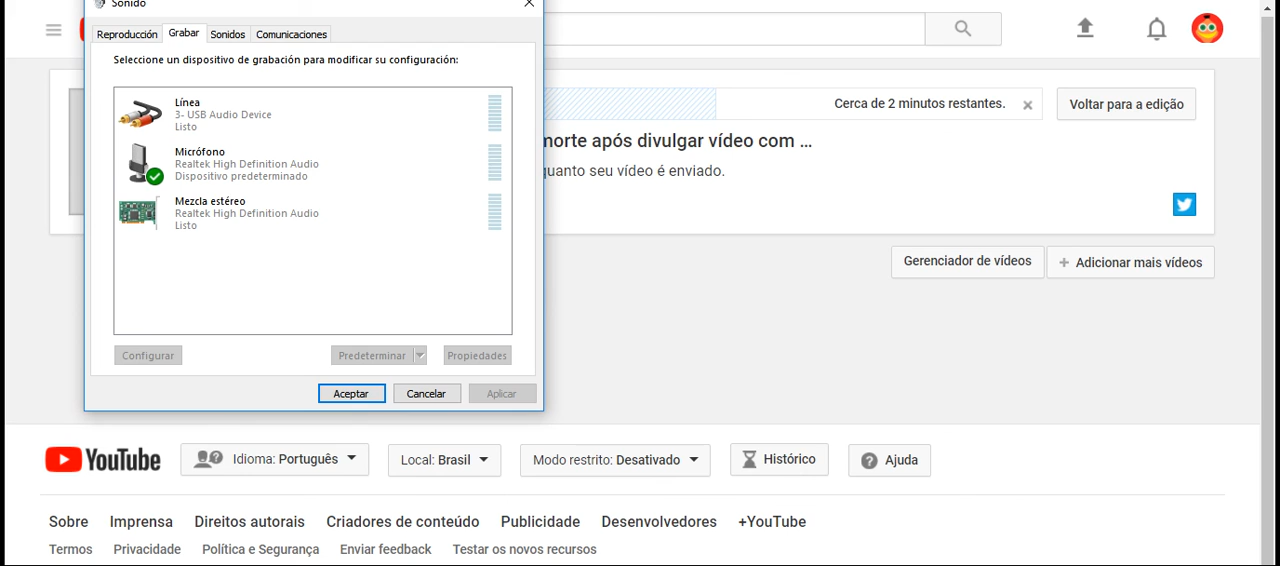 Sonido
Reproducción Grabar Sonidos Comunicaciones
Seleccione un dispositivo de grabación para modificar su configuración:
Línea
3- USB Audio Device
Listo
Micrófono
Realtek High Definition Audio
Dispositivo predeterminado
Mezcla estéreo
Realtek High Definition Audio
Listo
Configurar Predeterminar Propiedades
Aceptar Cancelar Aplicar
Cerca de 2 minutos restantes.
Voltar para a edição
morte após divulgar vídeo com ...
quanto seu vídeo é enviado.
Gerenciador de vídeos + Adicionar mais vídeos
YouTube Idioma: Português Local: Brasil Modo restrito: Desativado Histórico Ajuda
Sobre Imprensa Direitos autorais Criadores de conteúdo Publicidade Desenvolvedores +YouTube
Termos Privacidade Política e Segurança Enviar feedback Testar os novos recursos